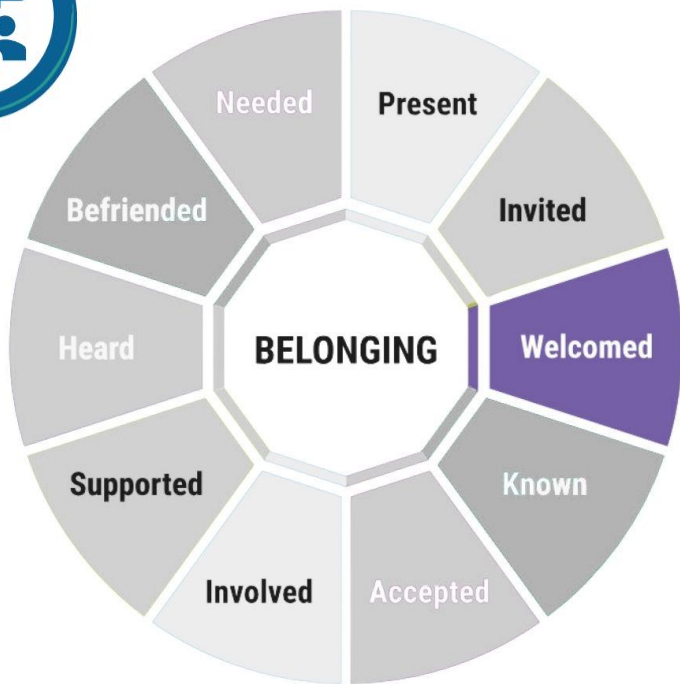 Needed
Present
Befriended
Invited
Heard
BELONGING
Welcomed
Supported
Known
Involved
Accepted